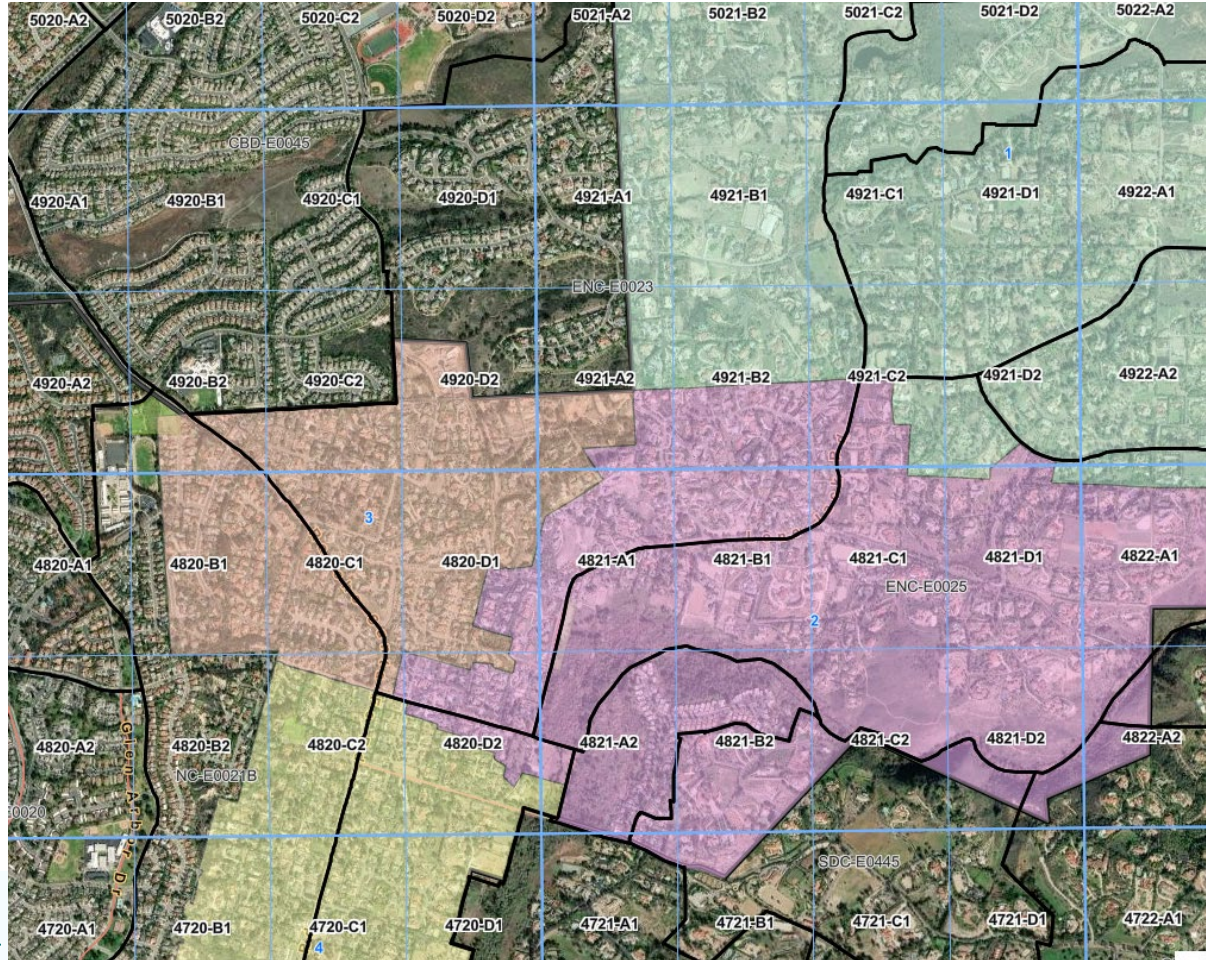 5020-A2 5020-B2 5020-C2 5020-D2 5021-A2 5021-B2 5021-C2 5021-D2 5022-A2
CBD-E0045
1
4920-A1 4920-B1 4920-C1 4920-D1 4921-A1 4921-B1 4921-C1 4921-D1 4922-A1
ENC-E0023
4920-A2 4920-B2 4920-C2 4920-D2 4921-A2 4921-B2 4921-C2 4921-D2 4922-A2
3
4820-A1 4820-B1 4820-C1 4820-D1 4821-A1 4821-B1 4821-C1 4821-D1 4822-A1
ENC-E0025
2
4820-A2 4820-B2 4820-C2 4820-D2 4821-A2 4821-B2 4821-C2 4821-D2 4822-A2
NC-E0021B
E0020
Glen Arbor Dr
SDC-E0445
4720-A1 4720-B1 4720-C1 4720-D1 4721-A1 4721-B1 4721-C1 4721-D1 4722-A1
4